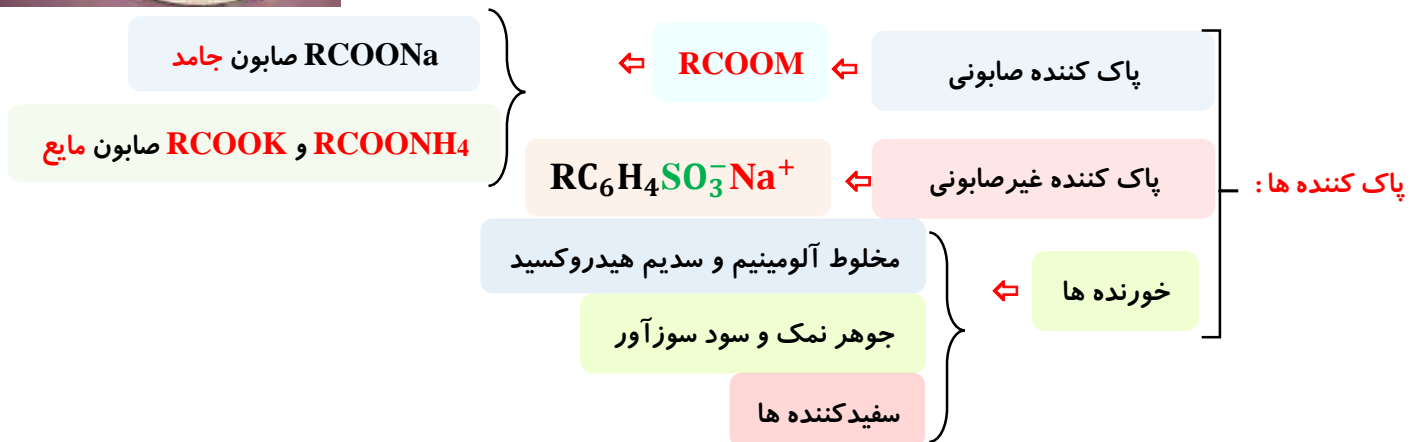 پاک کننده ها :
پاک کننده صابونی ⇦ RCOOM ⇦
RCOONa صابون جامد
RCOONH4 و RCOOK صابون مایع
پاک کننده غیرصابونی ⇦ RC₆H₄SO₃⁻Na⁺
خورنده ها ⇦
مخلوط آلومینیم و سدیم هیدروکسید
جوهر نمک و سود سوزآور
سفیدکننده ها